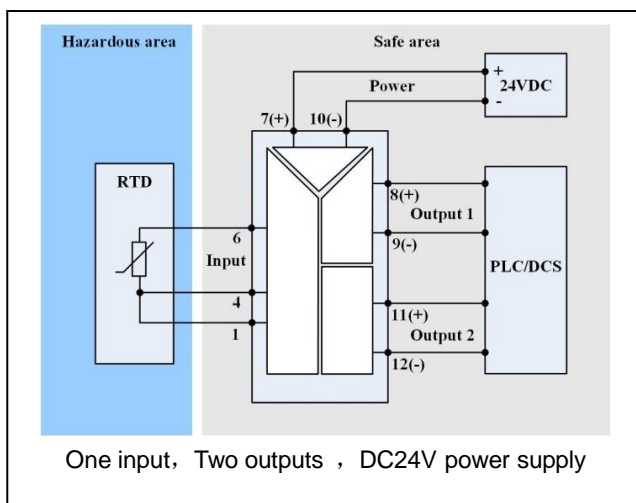 Hazardous area
Safe area
+
24VDC
-
Power
7(+) 10(-)
RTD
8(+)
Output 1
6
9(-)
Input
PLC/DCS
4
11(+)
1
Output 2
12(-)
One input，Two outputs ，DC24V power supply